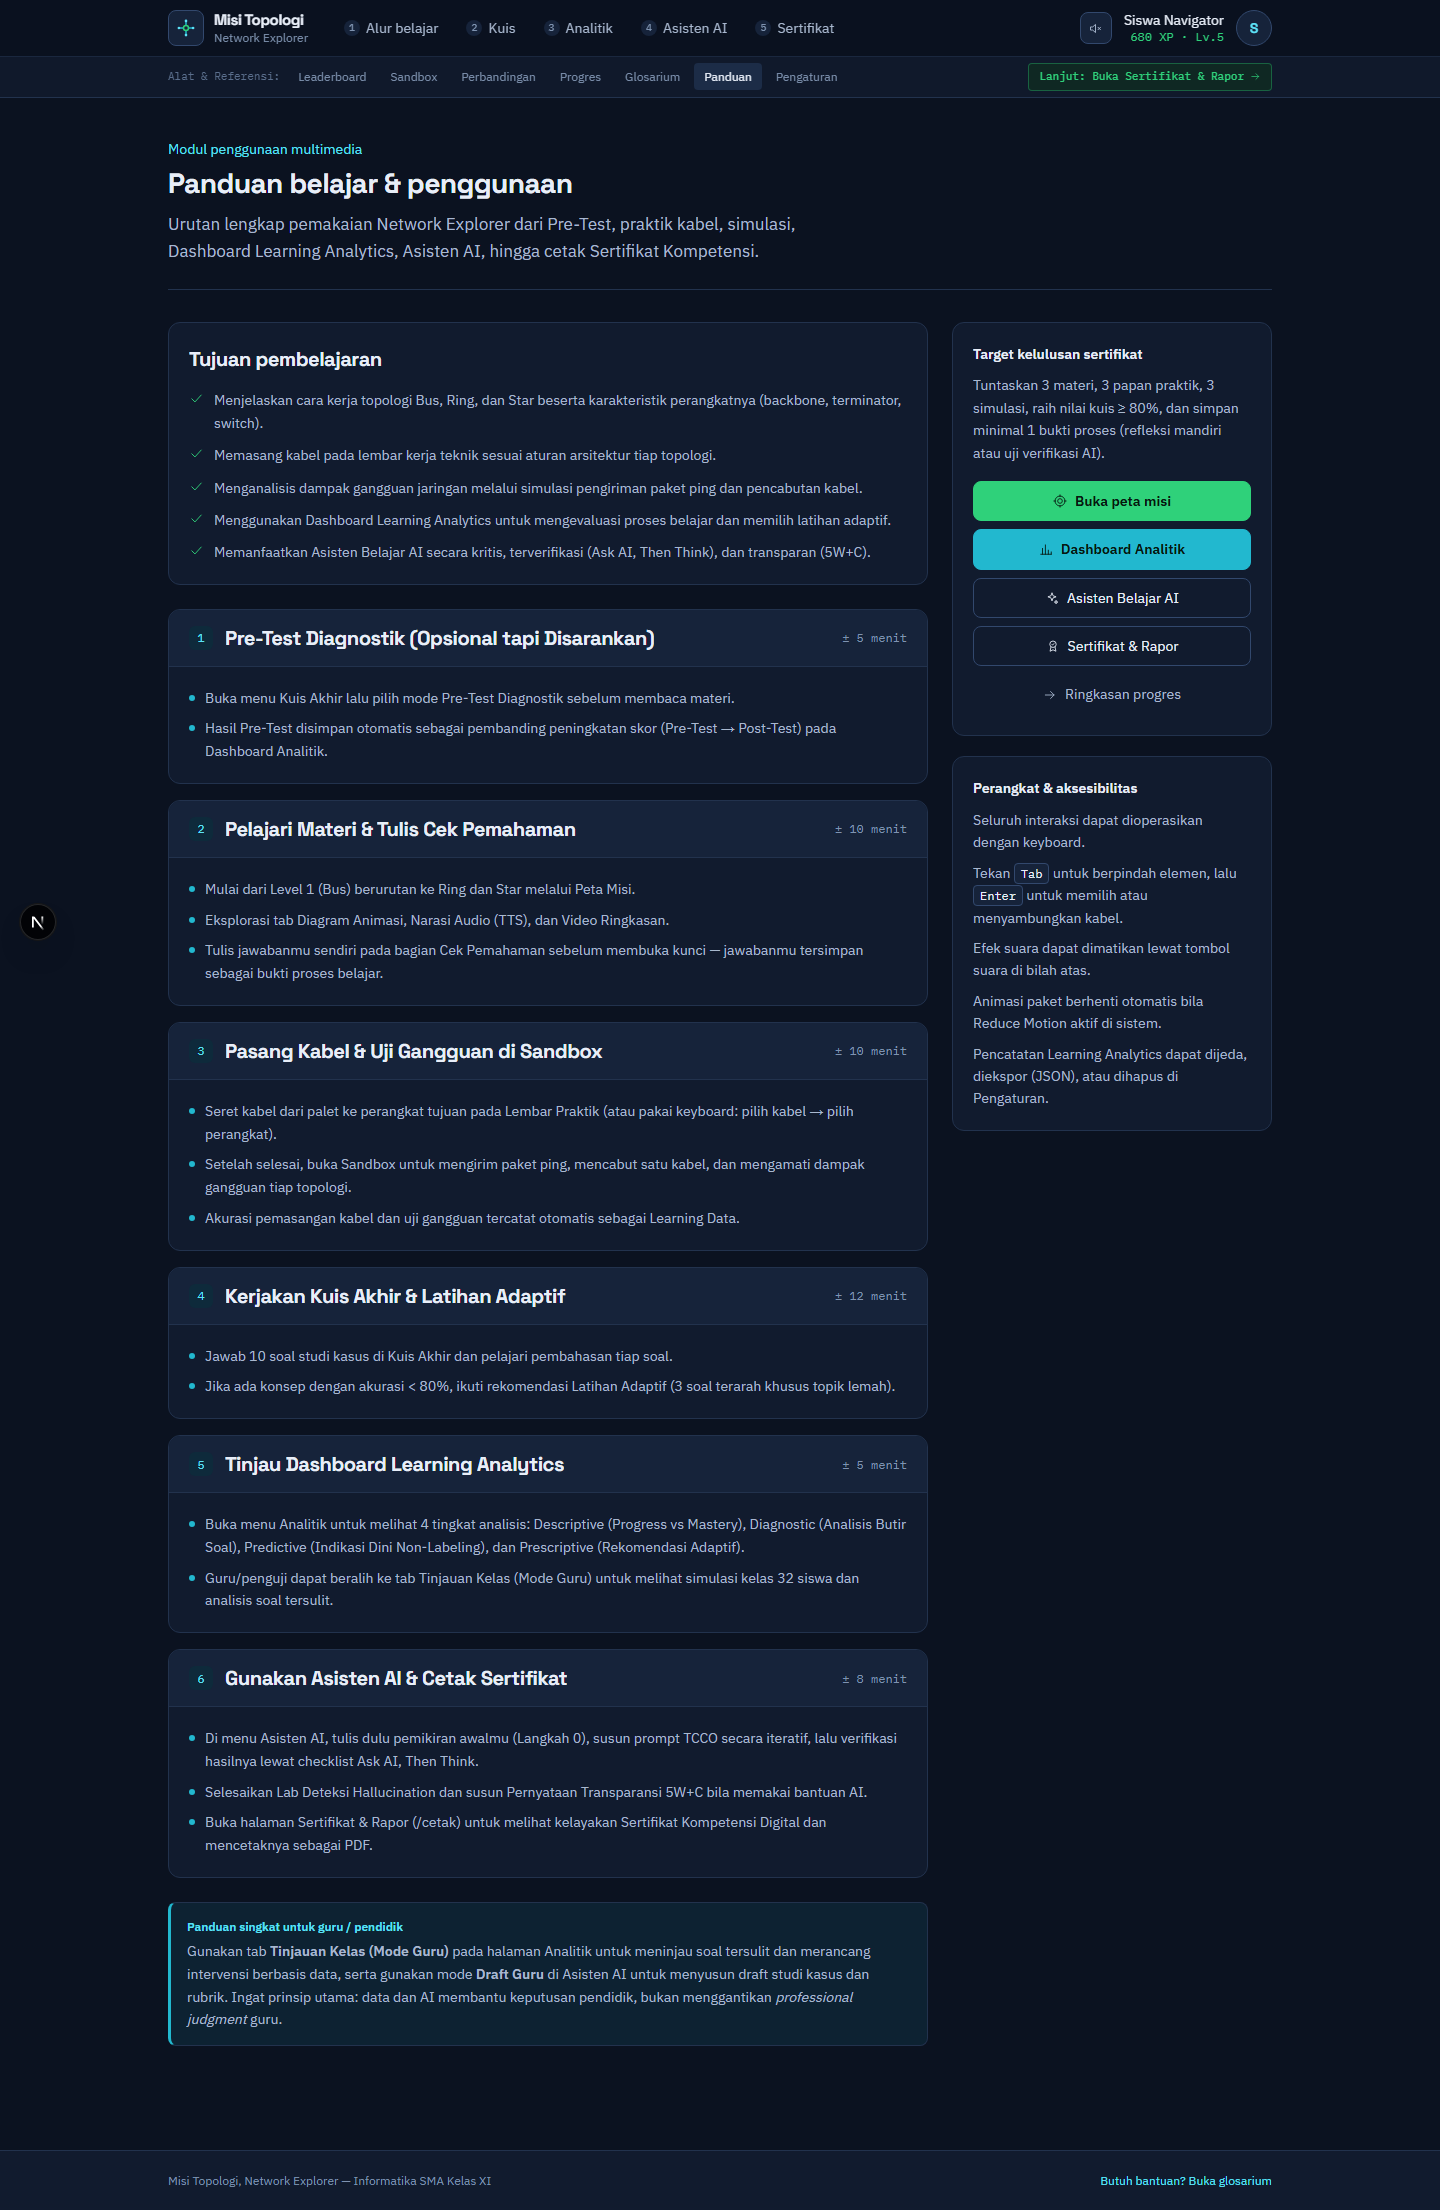 Misi Topologi
Network Explorer
1 Alur belajar
2 Kuis
3 Analitik
4 Asisten AI
5 Sertifikat
Siswa Navigator
680 XP · Lv.5
S
Alat & Referensi:
Leaderboard
Sandbox
Perbandingan
Progres
Glosarium
Panduan
Pengaturan
Lanjut: Buka Sertifikat & Rapor →
Modul penggunaan multimedia
Panduan belajar & penggunaan
Urutan lengkap pemakaian Network Explorer dari Pre-Test, praktik kabel, simulasi,
Dashboard Learning Analytics, Asisten AI, hingga cetak Sertifikat Kompetensi.
Tujuan pembelajaran
Menjelaskan cara kerja topologi Bus, Ring, dan Star beserta karakteristik perangkatnya (backbone, terminator,
switch).
Memasang kabel pada lembar kerja teknik sesuai aturan arsitektur tiap topologi.
Menganalisis dampak gangguan jaringan melalui simulasi pengiriman paket ping dan pencabutan kabel.
Menggunakan Dashboard Learning Analytics untuk mengevaluasi proses belajar dan memilih latihan adaptif.
Memanfaatkan Asisten Belajar AI secara kritis, terverifikasi (Ask AI, Then Think), dan transparan (5W+C).
1 Pre-Test Diagnostik (Opsional tapi Disarankan) ± 5 menit
Buka menu Kuis Akhir lalu pilih mode Pre-Test Diagnostik sebelum membaca materi.
Hasil Pre-Test disimpan otomatis sebagai pembanding peningkatan skor (Pre-Test → Post-Test) pada
Dashboard Analitik.
2 Pelajari Materi & Tulis Cek Pemahaman ± 10 menit
Mulai dari Level 1 (Bus) berurutan ke Ring dan Star melalui Peta Misi.
Eksplorasi tab Diagram Animasi, Narasi Audio (TTS), dan Video Ringkasan.
Tulis jawabanmu sendiri pada bagian Cek Pemahaman sebelum membuka kunci — jawabanmu tersimpan
sebagai bukti proses belajar.
3 Pasang Kabel & Uji Gangguan di Sandbox ± 10 menit
Seret kabel dari palet ke perangkat tujuan pada Lembar Praktik (atau pakai keyboard: pilih kabel → pilih
perangkat).
Setelah selesai, buka Sandbox untuk mengirim paket ping, mencabut satu kabel, dan mengamati dampak
gangguan tiap topologi.
Akurasi pemasangan kabel dan uji gangguan tercatat otomatis sebagai Learning Data.
4 Kerjakan Kuis Akhir & Latihan Adaptif ± 12 menit
Jawab 10 soal studi kasus di Kuis Akhir dan pelajari pembahasan tiap soal.
Jika ada konsep dengan akurasi < 80%, ikuti rekomendasi Latihan Adaptif (3 soal terarah khusus topik lemah).
5 Tinjau Dashboard Learning Analytics ± 5 menit
Buka menu Analitik untuk melihat 4 tingkat analisis: Descriptive (Progress vs Mastery), Diagnostic (Analisis Butir
Soal), Predictive (Indikasi Dini Non-Labeling), dan Prescriptive (Rekomendasi Adaptif).
Guru/penguji dapat beralih ke tab Tinjauan Kelas (Mode Guru) untuk melihat simulasi kelas 32 siswa dan
analisis soal tersulit.
6 Gunakan Asisten AI & Cetak Sertifikat ± 8 menit
Di menu Asisten AI, tulis dulu pemikiran awalmu (Langkah 0), susun prompt TCCO secara iteratif, lalu verifikasi
hasilnya lewat checklist Ask AI, Then Think.
Selesaikan Lab Deteksi Hallucination dan susun Pernyataan Transparansi 5W+C bila memakai bantuan AI.
Buka halaman Sertifikat & Rapor (/cetak) untuk melihat kelayakan Sertifikat Kompetensi Digital dan
mencetaknya sebagai PDF.
Panduan singkat untuk guru / pendidik
Gunakan tab Tinjauan Kelas (Mode Guru) pada halaman Analitik untuk meninjau soal tersulit dan merancang
intervensi berbasis data, serta gunakan mode Draft Guru di Asisten AI untuk menyusun draft studi kasus dan
rubrik. Ingat prinsip utama: data dan AI membantu keputusan pendidik, bukan menggantikan professional
judgment guru.
Target kelulusan sertifikat
Tuntaskan 3 materi, 3 papan praktik, 3
simulasi, raih nilai kuis ≥ 80%, dan simpan
minimal 1 bukti proses (refleksi mandiri
atau uji verifikasi AI).
Buka peta misi
Dashboard Analitik
Asisten Belajar AI
Sertifikat & Rapor
→ Ringkasan progres
Perangkat & aksesibilitas
Seluruh interaksi dapat dioperasikan
dengan keyboard.
Tekan Tab untuk berpindah elemen, lalu
Enter untuk memilih atau
menyambungkan kabel.
Efek suara dapat dimatikan lewat tombol
suara di bilah atas.
Animasi paket berhenti otomatis bila
Reduce Motion aktif di sistem.
Pencatatan Learning Analytics dapat dijeda,
diekspor (JSON), atau dihapus di
Pengaturan.
N
Misi Topologi, Network Explorer — Informatika SMA Kelas XI
Butuh bantuan? Buka glosarium